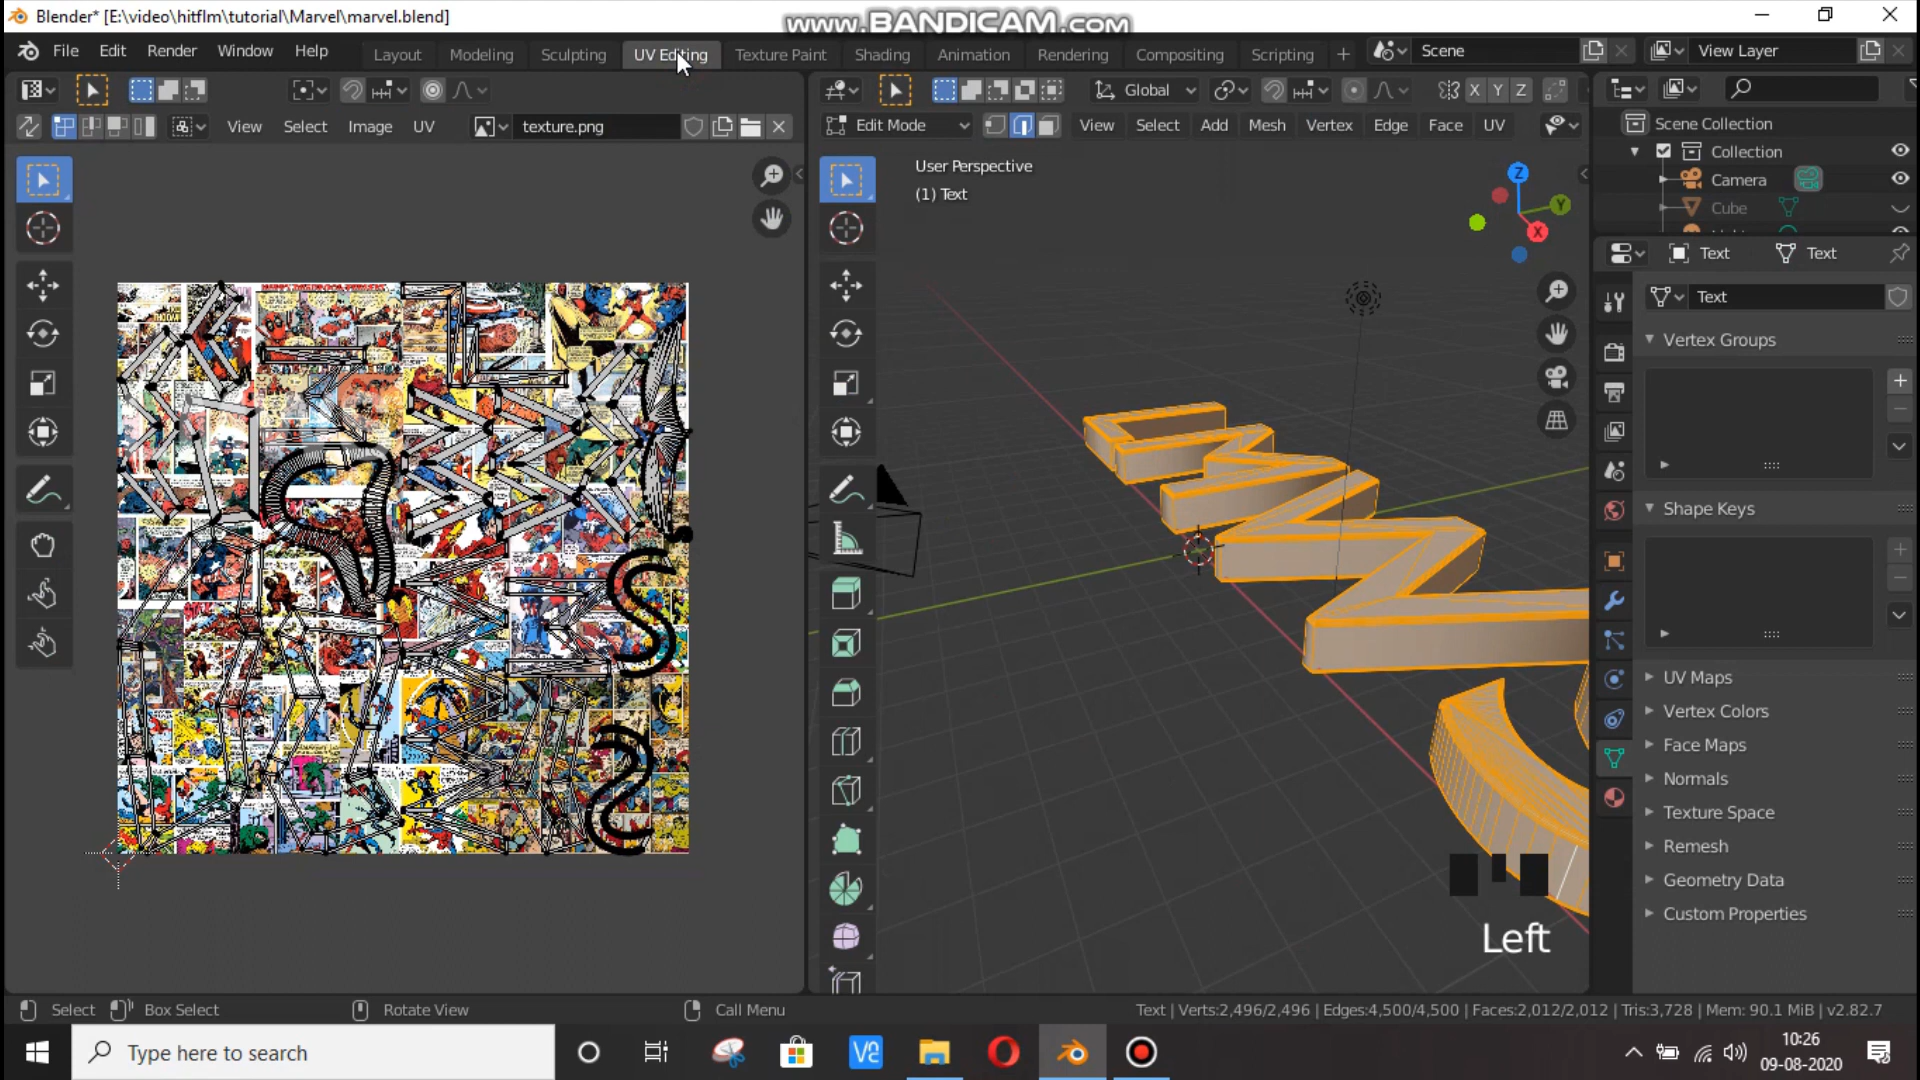 Blender* [E:\video\hitflm\tutorial\Marvel\marvel.blend]
www.BANDICAM.com
File Edit Render Window Help
Layout Modeling Sculpting UV Editing Texture Paint Shading Animation Rendering Compositing Scripting +
Scene
View Layer
Global
X Y Z
View Select Image UV
texture.png
Edit Mode
View Select Add Mesh Vertex Edge Face UV
User Perspective
(1) Text
Z
Y
X
Scene Collection
Collection
Camera
Cube
Text
Text
Text
Vertex Groups
Shape Keys
UV Maps
Vertex Colors
Face Maps
Normals
Texture Space
Remesh
Geometry Data
Custom Properties
Left
Select Box Select Rotate View Call Menu
Text | Verts:2,496/2,496 | Edges:4,500/4,500 | Faces:2,012/2,012 | Tris:3,728 | Mem: 90.1 MiB | v2.82.7
Type here to search
10:26
09-08-2020